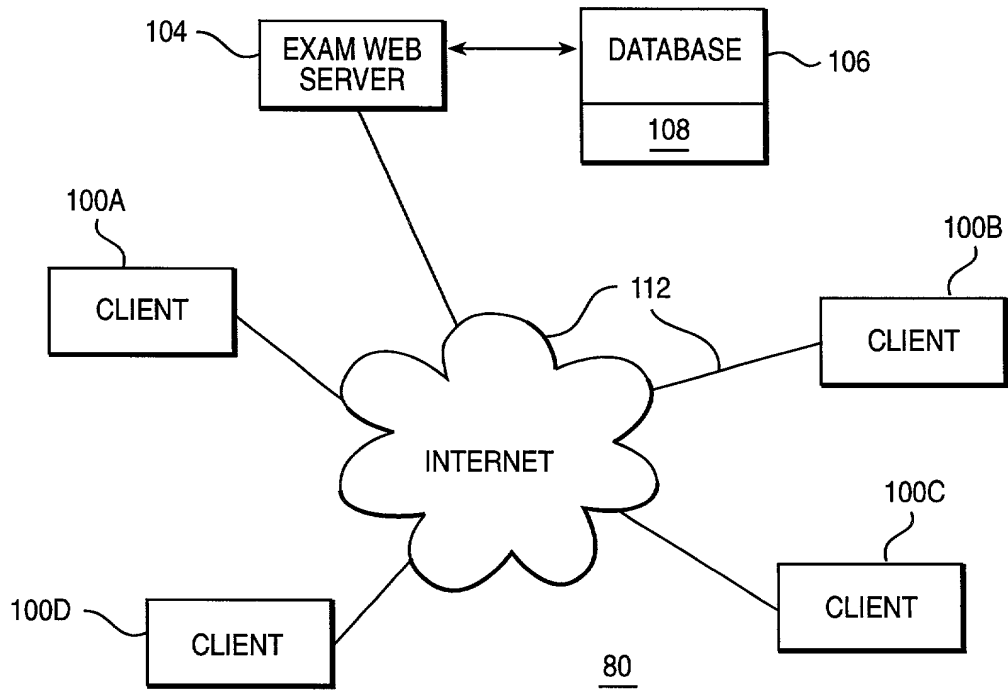 104
EXAM WEB
SERVER
DATABASE
106
108
100A
CLIENT
100B
CLIENT
112
INTERNET
100C
CLIENT
100D
CLIENT
80